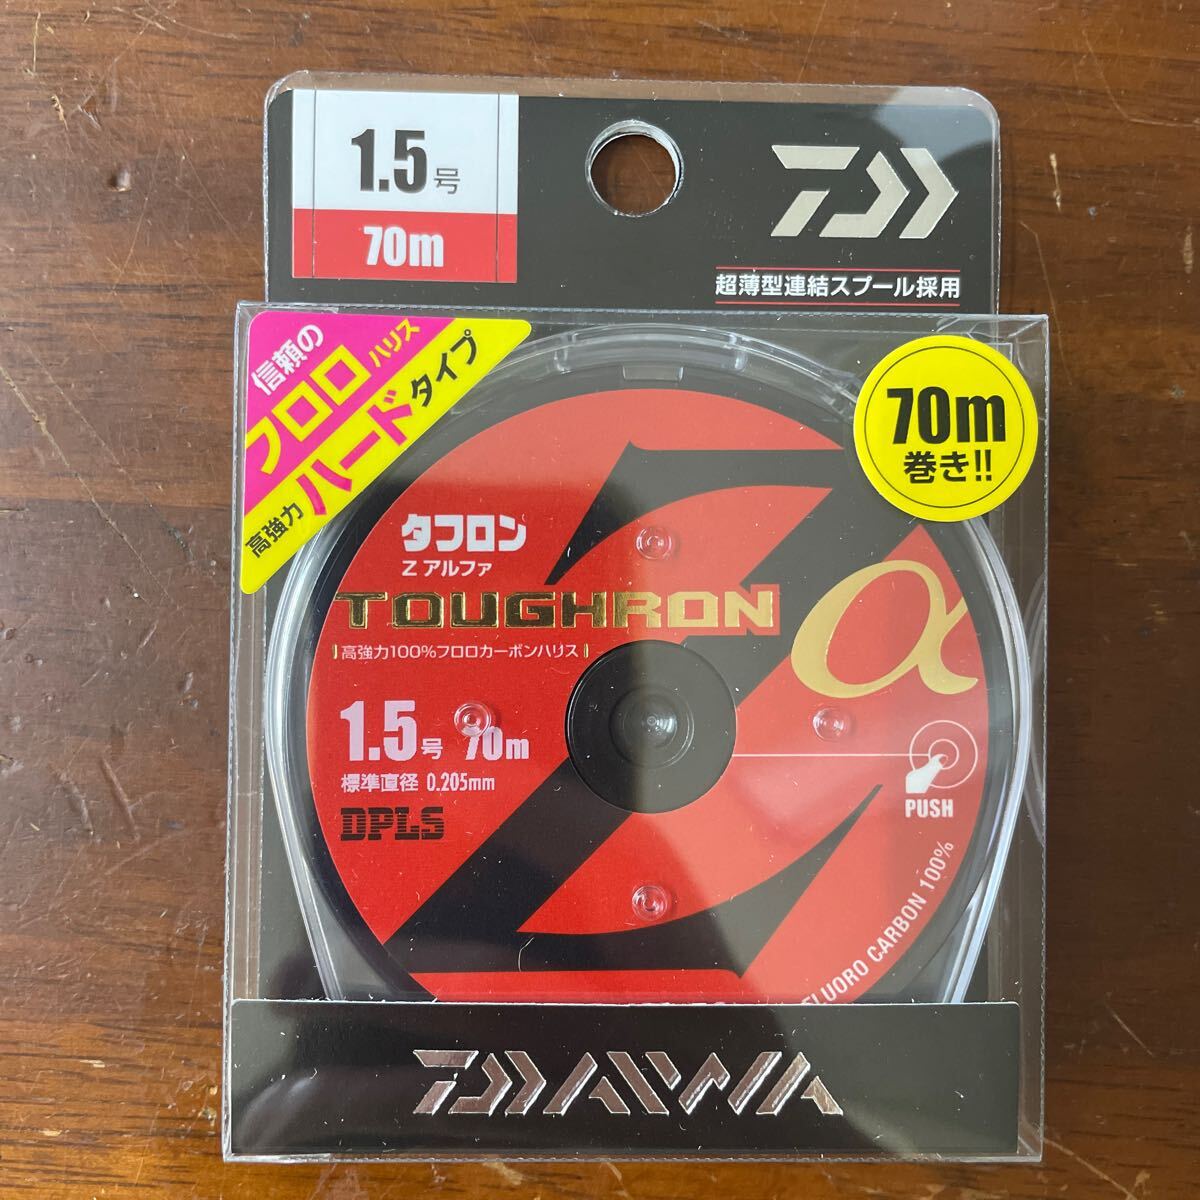 1.5号
70m
超薄型連結スプール採用
信頼の
フロロハリス
高強力ハードタイプ
70m
巻き!!
タフロン
Z アルファ
TOUGHRON
α
高強力100%フロロカーボンハリス
1.5号 70m
標準直径 0.205mm
DPLS
PUSH
FLUORO CARBON 100%
DAIWA